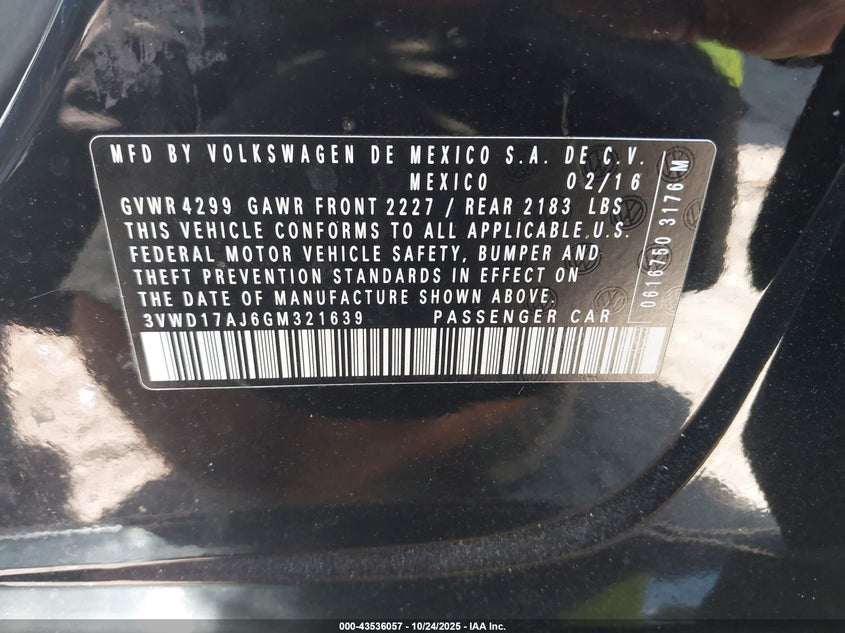 MFD BY VOLKSWAGEN DE MEXICO S.A. DE C.V.
MEXICO 02/16
GVWR 4299 GAWR FRONT 2227 / REAR 2183 LBS
THIS VEHICLE CONFORMS TO ALL APPLICABLE U.S.
FEDERAL MOTOR VEHICLE SAFETY, BUMPER AND
THEFT PREVENTION STANDARDS IN EFFECT ON
THE DATE OF MANUFACTURE SHOWN ABOVE.
3VWD17AJ6GM321639 PASSENGER CAR
0616750 3176 M
000-43536057 - 10/24/2025 - IAA Inc.